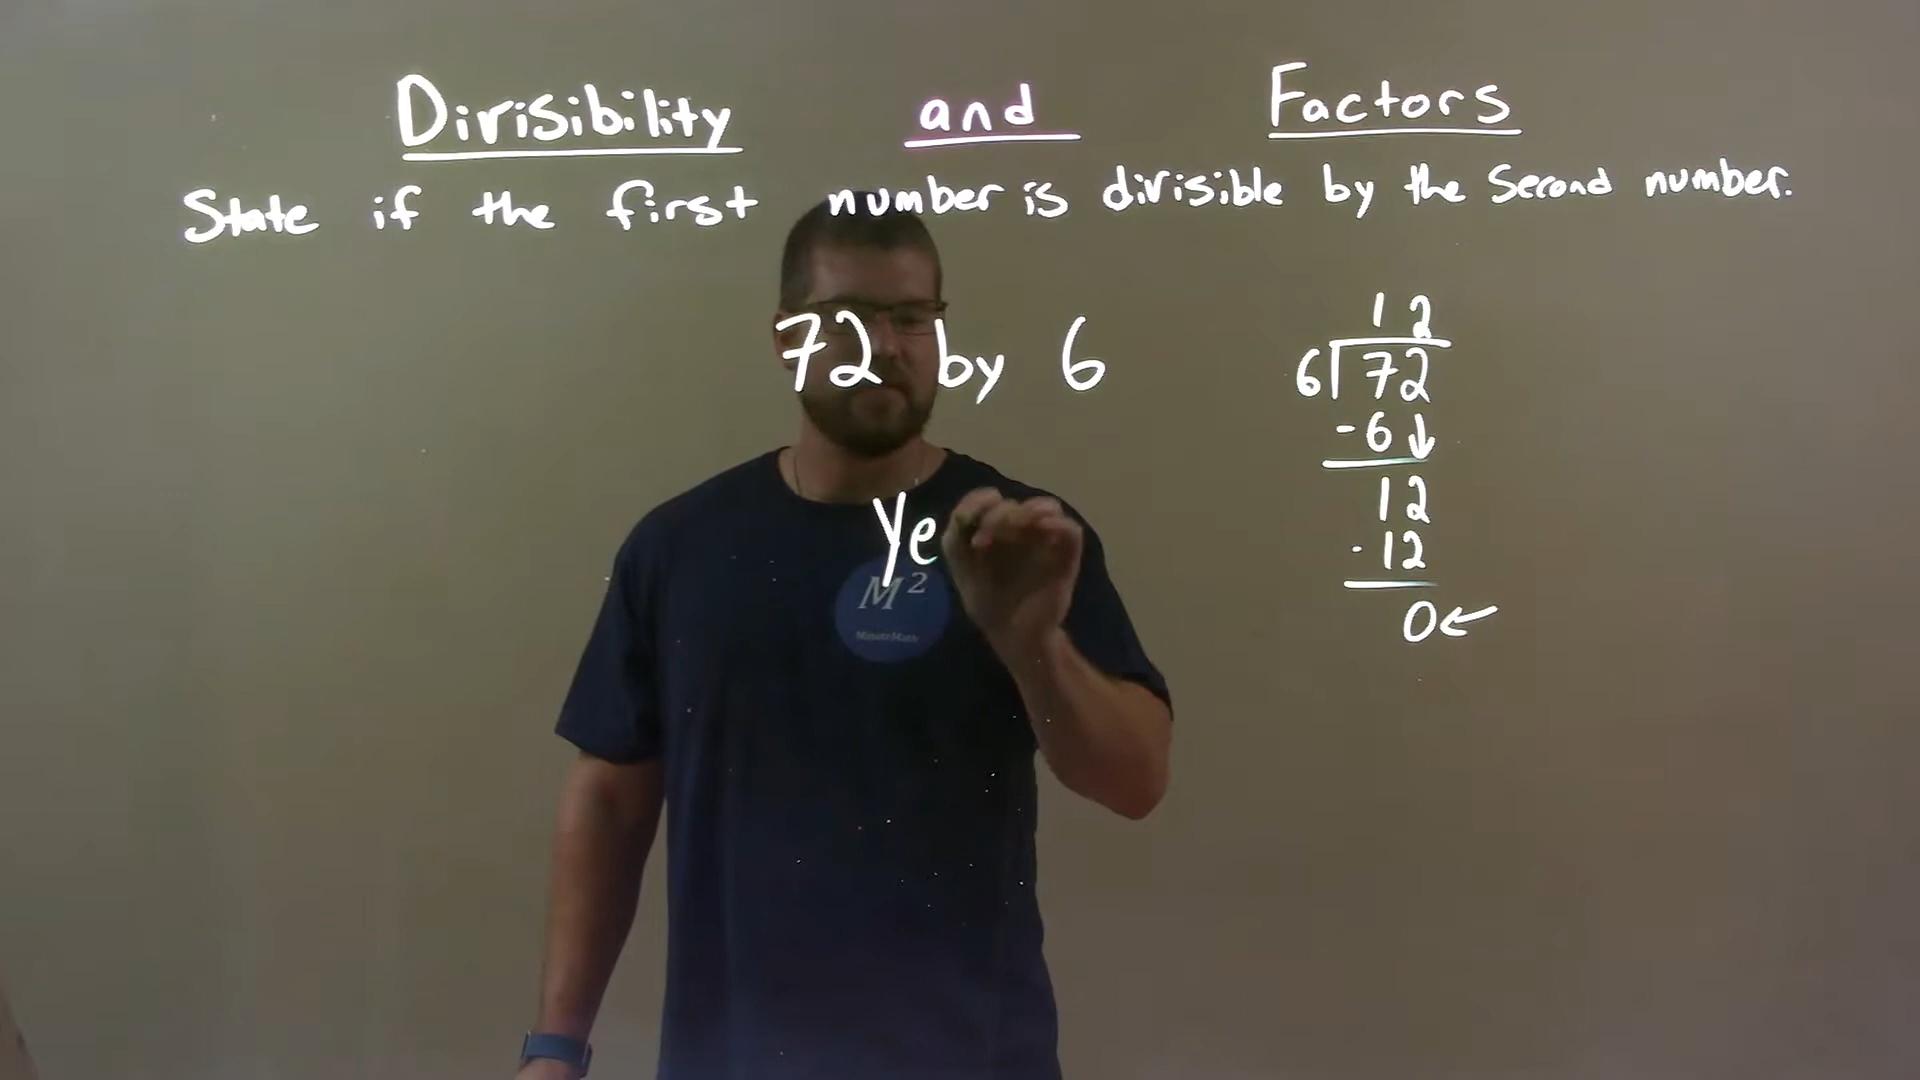 Divisibility and Factors
State if the first number is divisible by the second number.
72 by 6
Ye
M²
MinuteMath
12
6 72
-6↓
12
-12
0←